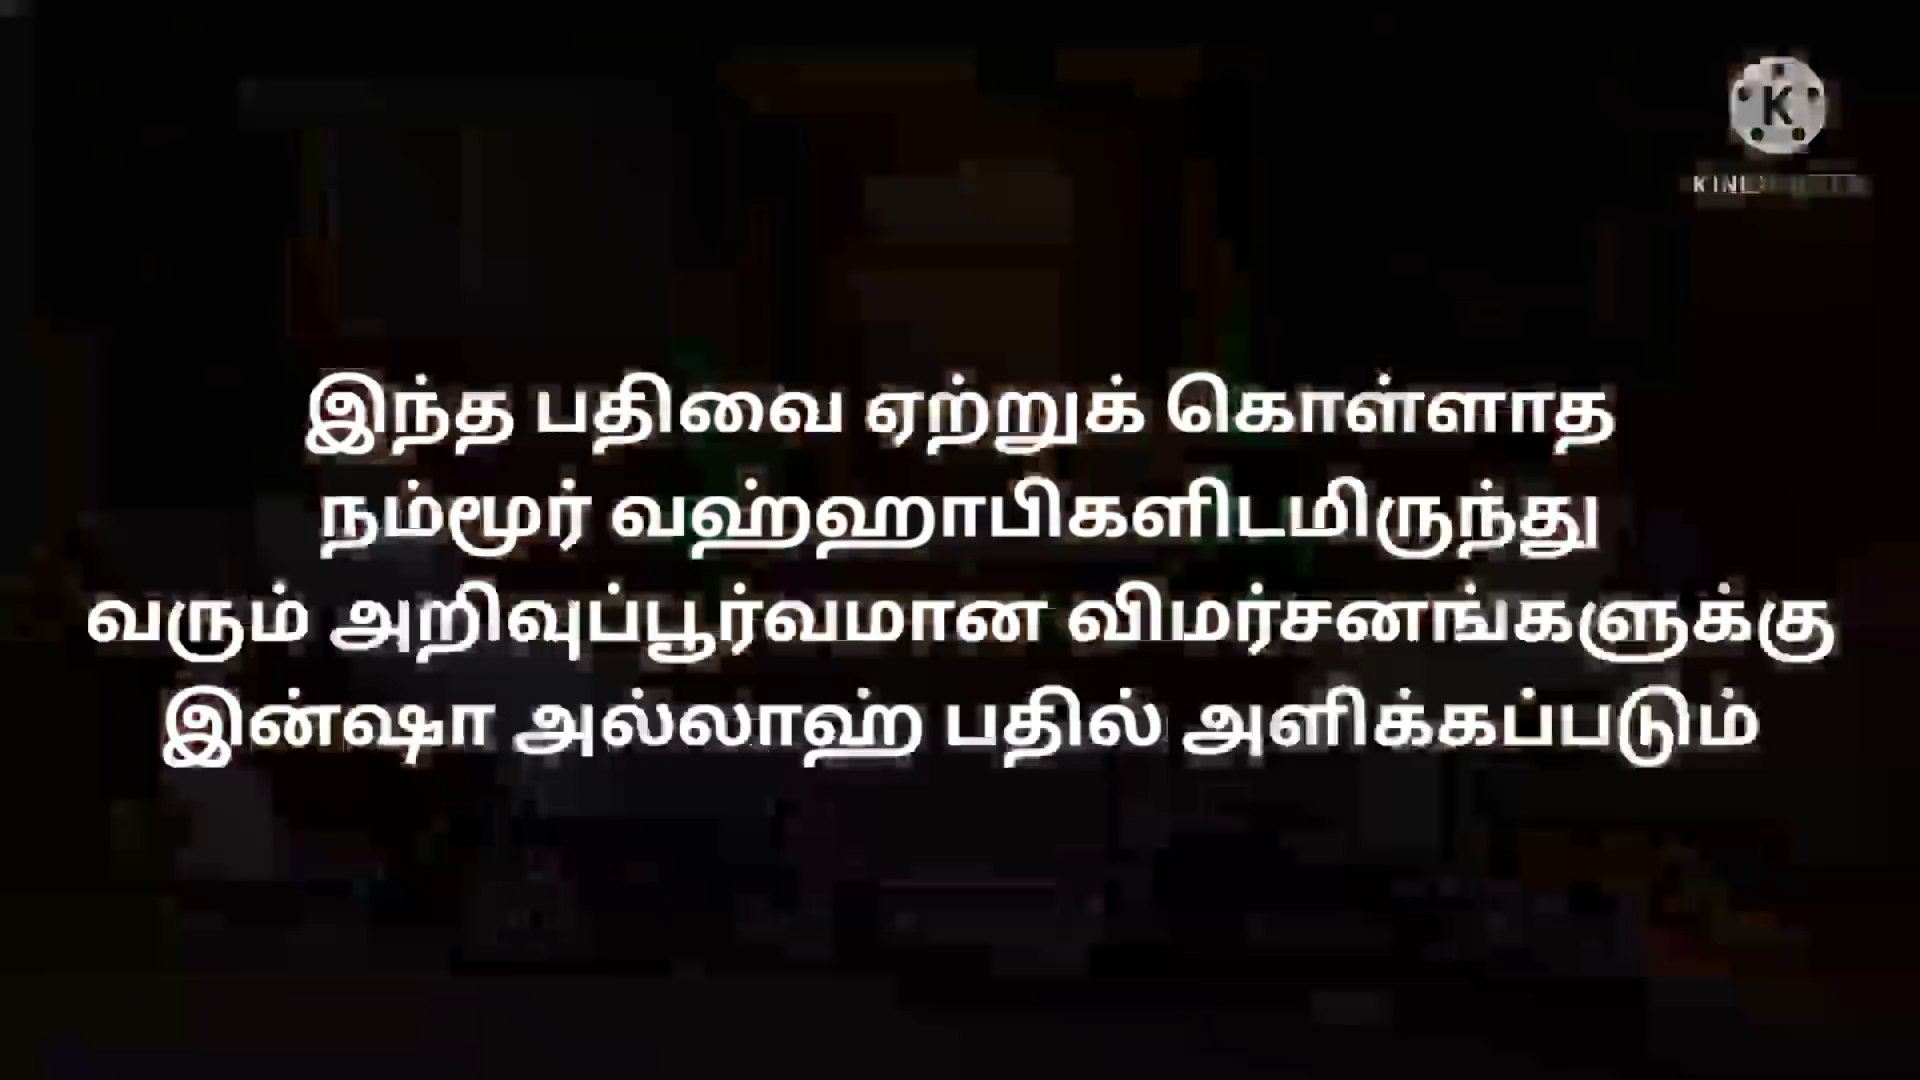 K
இந்த பதிவை ஏற்றுக் கொள்ளாத
நம்மூர் வஹ்ஹாபிகளிடமிருந்து
வரும் அறிவுப்பூர்வமான விமர்சனங்களுக்கு
இன்ஷா அல்லாஹ் பதில் அளிக்கப்படும்